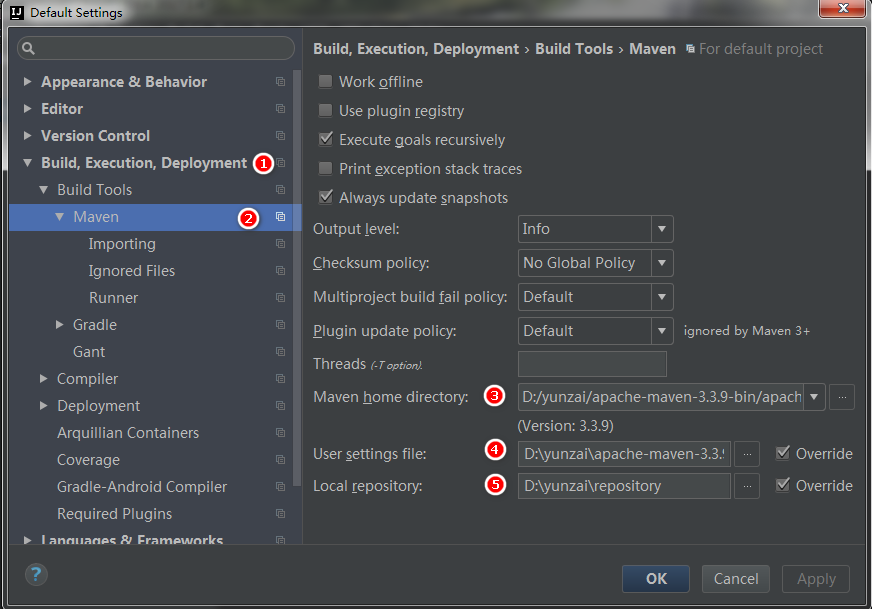 IJ Default Settings
x
Appearance & Behavior
Editor
Version Control
Build, Execution, Deployment 1
Build Tools
Maven 2
Importing
Ignored Files
Runner
Gradle
Gant
Compiler
Deployment
Arquillian Containers
Coverage
Gradle-Android Compiler
Required Plugins
Languages & Frameworks
Build, Execution, Deployment › Build Tools › Maven For default project
Work offline
Use plugin registry
Execute goals recursively
Print exception stack traces
Always update snapshots
Output level: Info
Checksum policy: No Global Policy
Multiproject build fail policy: Default
Plugin update policy: Default ignored by Maven 3+
Threads (-T option).
Maven home directory: 3 D:/yunzai/apache-maven-3.3.9-bin/apach ...
(Version: 3.3.9)
User settings file: 4 D:\yunzai\apache-maven-3.3.9 ... Override
Local repository: 5 D:\yunzai\repository ... Override
? OK Cancel Apply